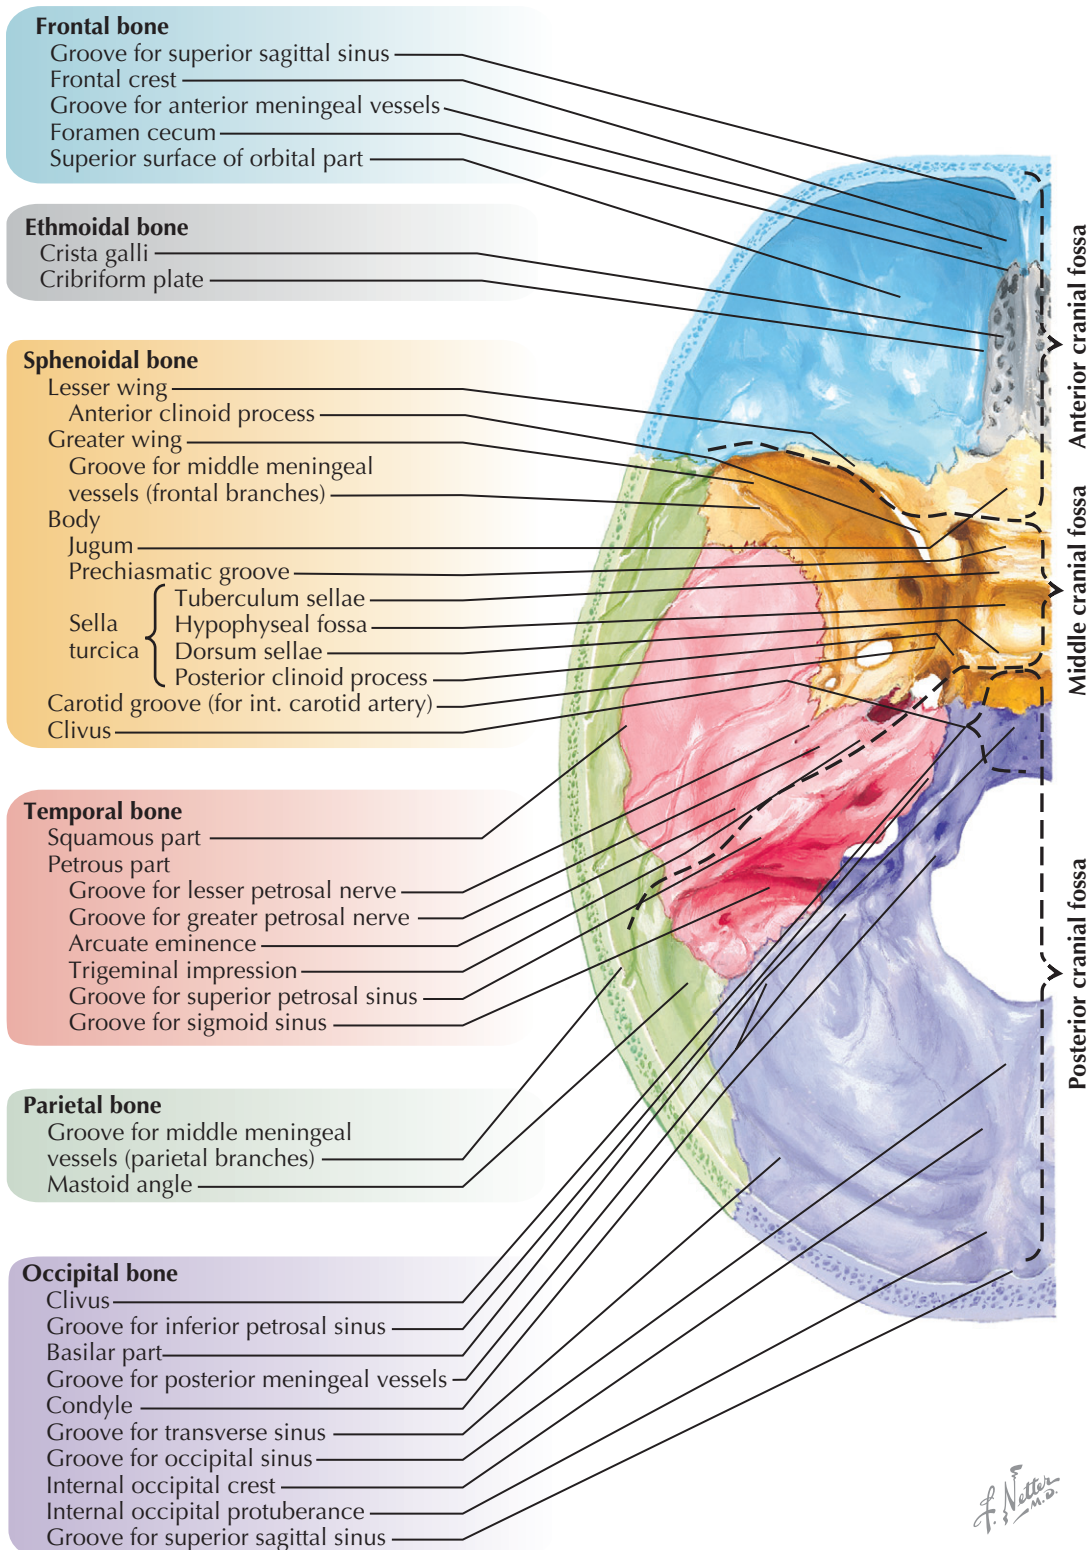 Frontal bone
Groove for superior sagittal sinus
Frontal crest
Groove for anterior meningeal vessels
Foramen cecum
Superior surface of orbital part
Ethmoidal bone
Crista galli
Cribriform plate
Sphenoidal bone
Lesser wing
Anterior clinoid process
Greater wing
Groove for middle meningeal
vessels (frontal branches)
Body
Jugum
Prechiasmatic groove
Sella
turcica
Tuberculum sellae
Hypophyseal fossa
Dorsum sellae
Posterior clinoid process
Carotid groove (for int. carotid artery)
Clivus
Temporal bone
Squamous part
Petrous part
Groove for lesser petrosal nerve
Groove for greater petrosal nerve
Arcuate eminence
Trigeminal impression
Groove for superior petrosal sinus
Groove for sigmoid sinus
Parietal bone
Groove for middle meningeal
vessels (parietal branches)
Mastoid angle
Occipital bone
Clivus
Groove for inferior petrosal sinus
Basilar part
Groove for posterior meningeal vessels
Condyle
Groove for transverse sinus
Groove for occipital sinus
Internal occipital crest
Internal occipital protuberance
Groove for superior sagittal sinus
Anterior cranial fossa
Middle cranial fossa
Posterior cranial fossa
F. Netter
M.D.